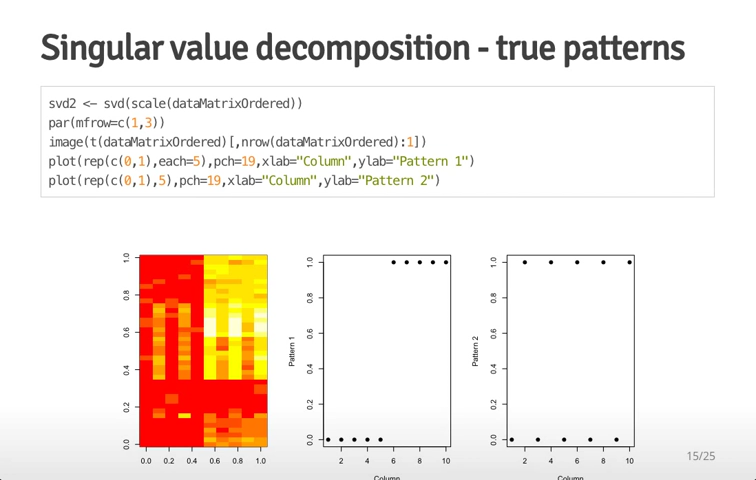 Singular value decomposition - true patterns
svd2 <- svd(scale(dataMatrixOrdered))
par(mfrow=c(1,3))
image(t(dataMatrixOrdered)[,nrow(dataMatrixOrdered):1])
plot(rep(c(0,1),each=5),pch=19,xlab="Column",ylab="Pattern 1")
plot(rep(c(0,1),5),pch=19,xlab="Column",ylab="Pattern 2")
1.0
0.8
0.6
0.4
0.2
0.0
0.0 0.2 0.4 0.6 0.8 1.0
Pattern 1
1.0
0.8
0.6
0.4
0.2
0.0
2 4 6 8 10
Column
Pattern 2
1.0
0.8
0.6
0.4
0.2
0.0
2 4 6 8 10
Column
15/25